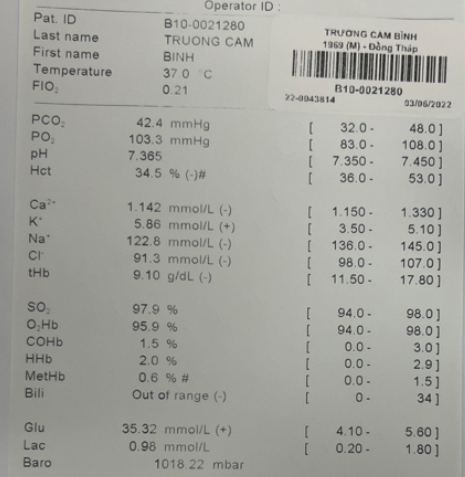 Operator ID :
Pat. ID B10-0021280
Last name TRUONG CAM
First name BINH
Temperature 37.0 °C
FIO₂ 0.21
TRƯƠNG CẨM BÌNH
1969 (M) - Đồng Tháp
B10-0021280
22-0043814 03/06/2022
PCO₂ 42.4 mmHg [ 32.0 - 48.0 ]
PO₂ 103.3 mmHg [ 83.0 - 108.0 ]
pH 7.365 [ 7.350 - 7.450 ]
Hct 34.5 % (-)# [ 36.0 - 53.0 ]
Ca²⁺ 1.142 mmol/L (-) [ 1.150 - 1.330 ]
K⁺ 5.86 mmol/L (+) [ 3.50 - 5.10 ]
Na⁺ 122.8 mmol/L (-) [ 136.0 - 145.0 ]
Cl⁻ 91.3 mmol/L (-) [ 98.0 - 107.0 ]
tHb 9.10 g/dL (-) [ 11.50 - 17.80 ]
SO₂ 97.9 % [ 94.0 - 98.0 ]
O₂Hb 95.9 % [ 94.0 - 98.0 ]
COHb 1.5 % [ 0.0 - 3.0 ]
HHb 2.0 % [ 0.0 - 2.9 ]
MetHb 0.6 % # [ 0.0 - 1.5 ]
Bili Out of range (-) [ 0 - 34 ]
Glu 35.32 mmol/L (+) [ 4.10 - 5.60 ]
Lac 0.98 mmol/L [ 0.20 - 1.80 ]
Baro 1018.22 mbar